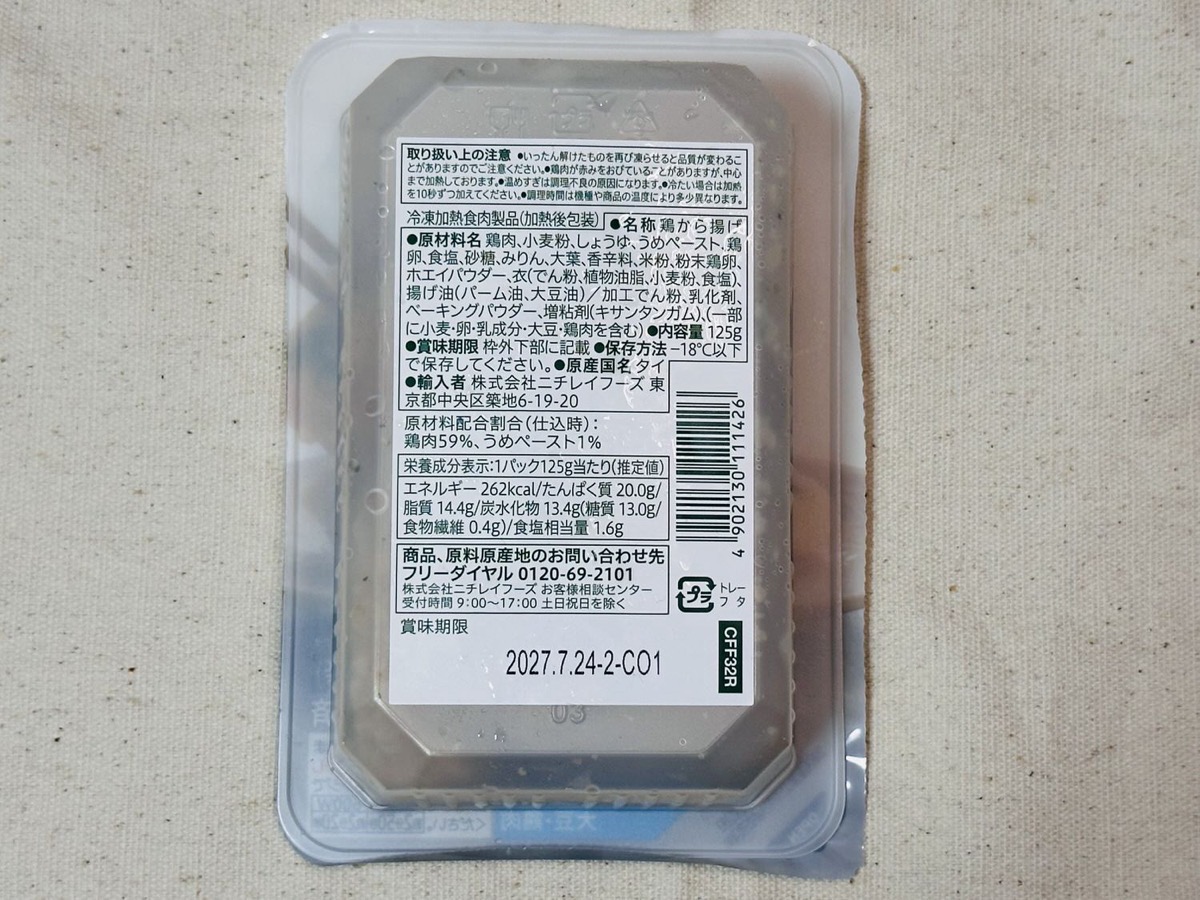 取り扱い上の注意 ●いったん解けたものを再び凍らせると品質が変わるこ
とがありますのでご注意ください。●鶏肉が赤みをおびていることがありますが、中心
まで加熱しております。●温めすぎは調理不良の原因になります。●冷たい場合は加熱
を10秒ずつ加えてください。●調理時間は機種や商品の温度により多少異なります。
冷凍加熱食肉製品(加熱後包装) ●名称 鶏から揚げ
●原材料名 鶏肉、小麦粉、しょうゆ、うめペースト、鶏
卵、食塩、砂糖、みりん、大葉、香辛料、米粉、粉末鶏卵、
ホエイパウダー、衣(でん粉、植物油脂、小麦粉、食塩)、
揚げ油(パーム油、大豆油)／加工でん粉、乳化剤、
ベーキングパウダー、増粘剤(キサンタンガム)、(一部
に小麦・卵・乳成分・大豆・鶏肉を含む) ●内容量 125g
●賞味期限 枠外下部に記載 ●保存方法 −18℃以下
で保存してください。●原産国名 タイ
●輸入者 株式会社ニチレイフーズ 東
京都中央区築地6-19-20
原材料配合割合(仕込時)：
鶏肉59%、うめペースト1%
栄養成分表示:1パック125g当たり(推定値)
エネルギー 262kcal/たんぱく質 20.0g/
脂質 14.4g/炭水化物 13.4g(糖質 13.0g/
食物繊維 0.4g)/食塩相当量 1.6g
商品、原料原産地のお問い合わせ先
フリーダイヤル 0120-69-2101
株式会社ニチレイフーズ お客様相談センター
受付時間 9:00〜17:00 土日祝日を除く
4 902130 111426
プラ
トレー
フタ
賞味期限
2027.7.24-2-CO1
CFF32R
03
大豆・鶏肉
ください。